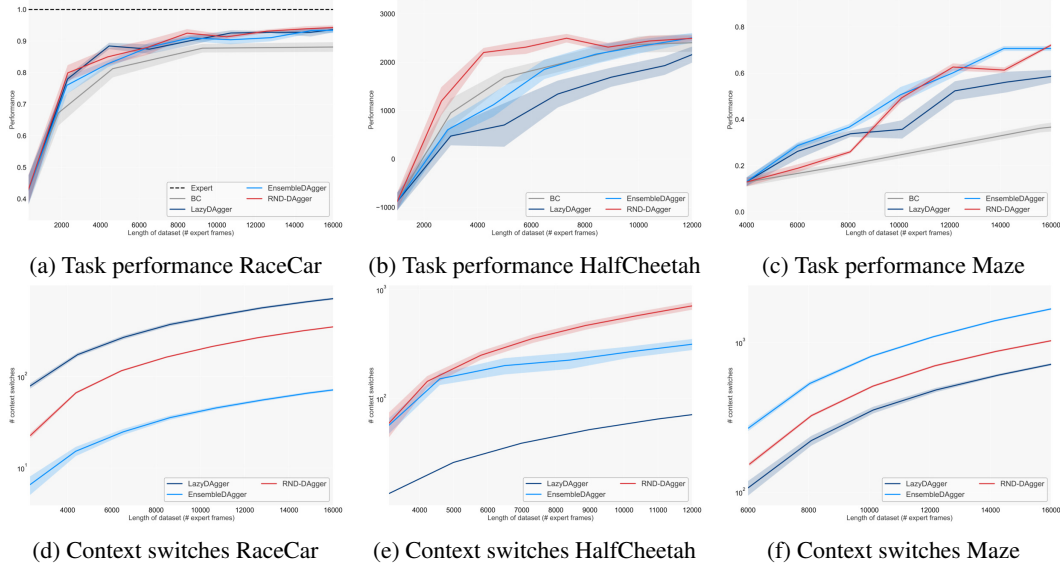 1.0
0.9
0.8
0.7
0.6
0.5
0.4
Performance
2000 4000 6000 8000 10000 12000 14000 16000
Length of dataset (# expert frames)
Expert
BC
LazyDAgger
EnsembleDAgger
RND-DAgger
(a) Task performance RaceCar
3000
2000
1000
0
−1000
Performance
2000 4000 6000 8000 10000 12000
Length of dataset (# expert frames)
BC
LazyDAgger
EnsembleDAgger
RND-DAgger
(b) Task performance HalfCheetah
0.8
0.6
0.4
0.2
0.0
Performance
4000 6000 8000 10000 12000 14000 16000
Length of dataset (# expert frames)
BC
LazyDAgger
EnsembleDAgger
RND-DAgger
(c) Task performance Maze
10²
10¹
# context switches
4000 6000 8000 10000 12000 14000 16000
Length of dataset (# expert frames)
LazyDAgger
EnsembleDAgger
RND-DAgger
(d) Context switches RaceCar
10³
10²
# context switches
4000 5000 6000 7000 8000 9000 10000 11000 12000
Length of dataset (# expert frames)
LazyDAgger
EnsembleDAgger
RND-DAgger
(e) Context switches HalfCheetah
10³
10²
# context switches
6000 8000 10000 12000 14000 16000
Length of dataset (# expert frames)
LazyDAgger
EnsembleDAgger
RND-DAgger
(f) Context switches Maze